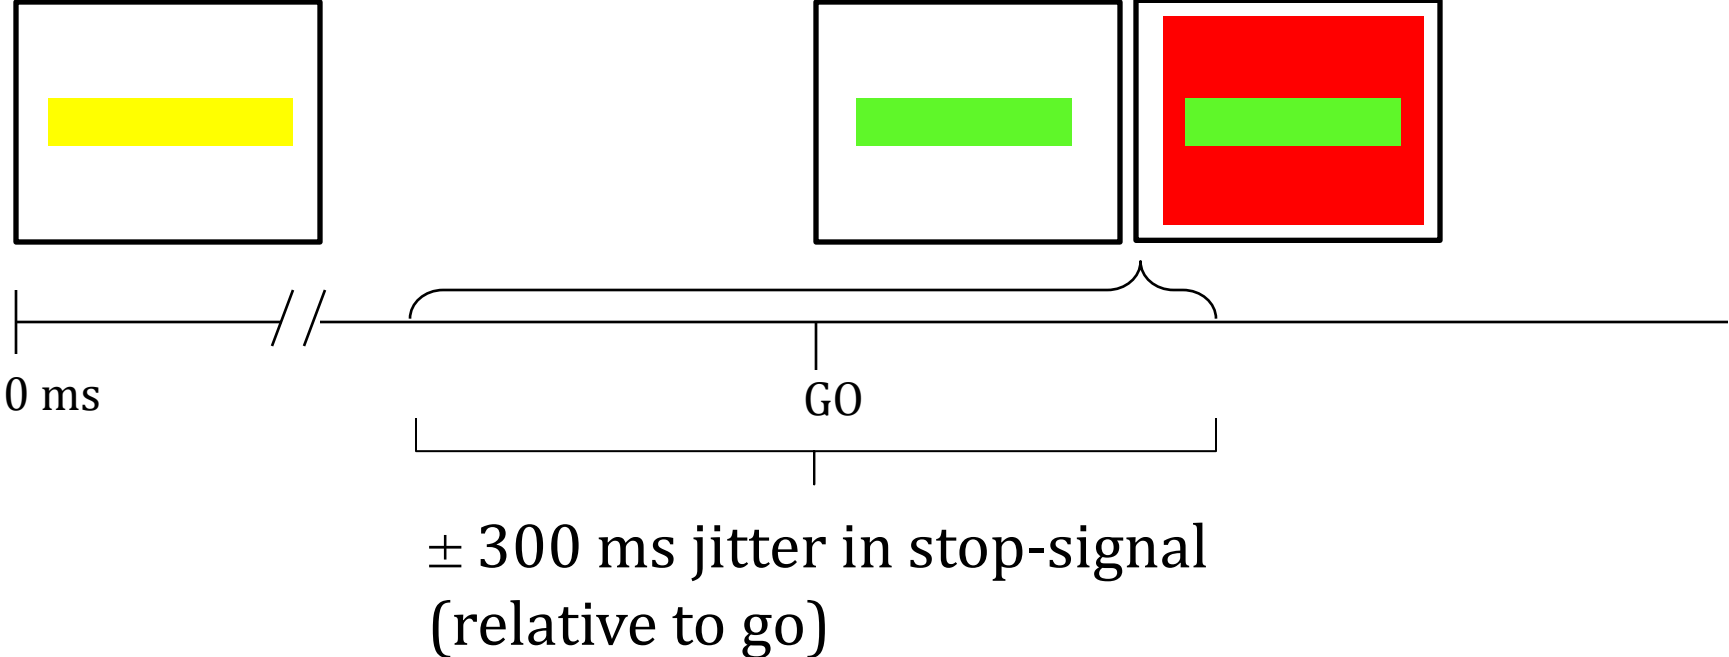 0 ms
GO
± 300 ms jitter in stop-signal
(relative to go)